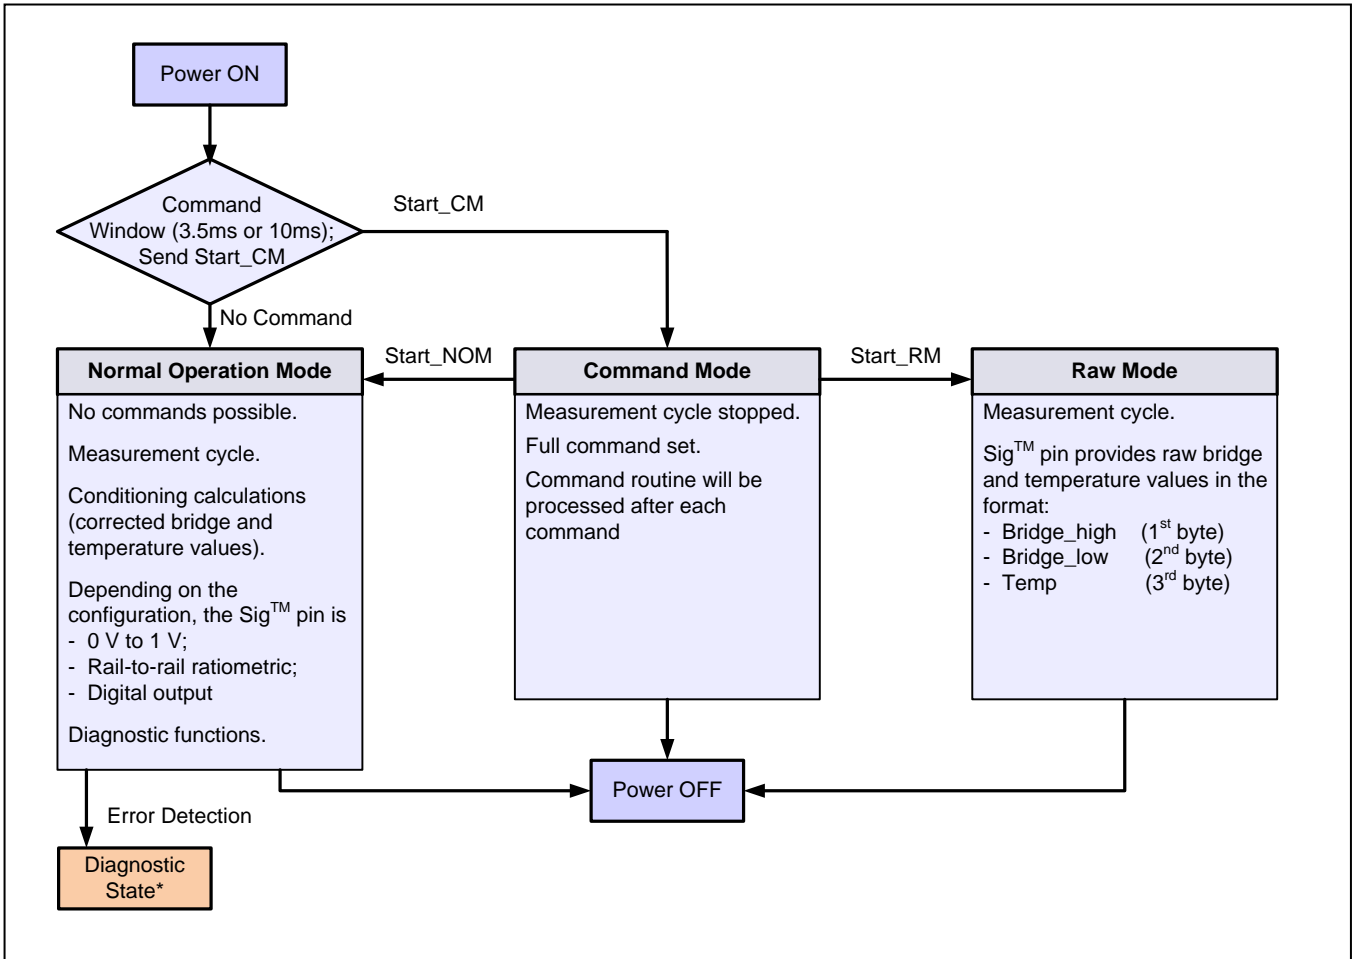 Power ON
Command
Window (3.5ms or 10ms);
Send Start_CM
Start_CM
No Command
Normal Operation Mode
No commands possible.
Measurement cycle.
Conditioning calculations
(corrected bridge and
temperature values).
Depending on the
configuration, the Sig™ pin is
- 0 V to 1 V;
- Rail-to-rail ratiometric;
- Digital output
Diagnostic functions.
Start_NOM
Command Mode
Measurement cycle stopped.
Full command set.
Command routine will be
processed after each
command
Start_RM
Raw Mode
Measurement cycle.
Sig™ pin provides raw bridge
and temperature values in the
format:
- Bridge_high (1st byte)
- Bridge_low (2nd byte)
- Temp (3rd byte)
Power OFF
Error Detection
Diagnostic
State*